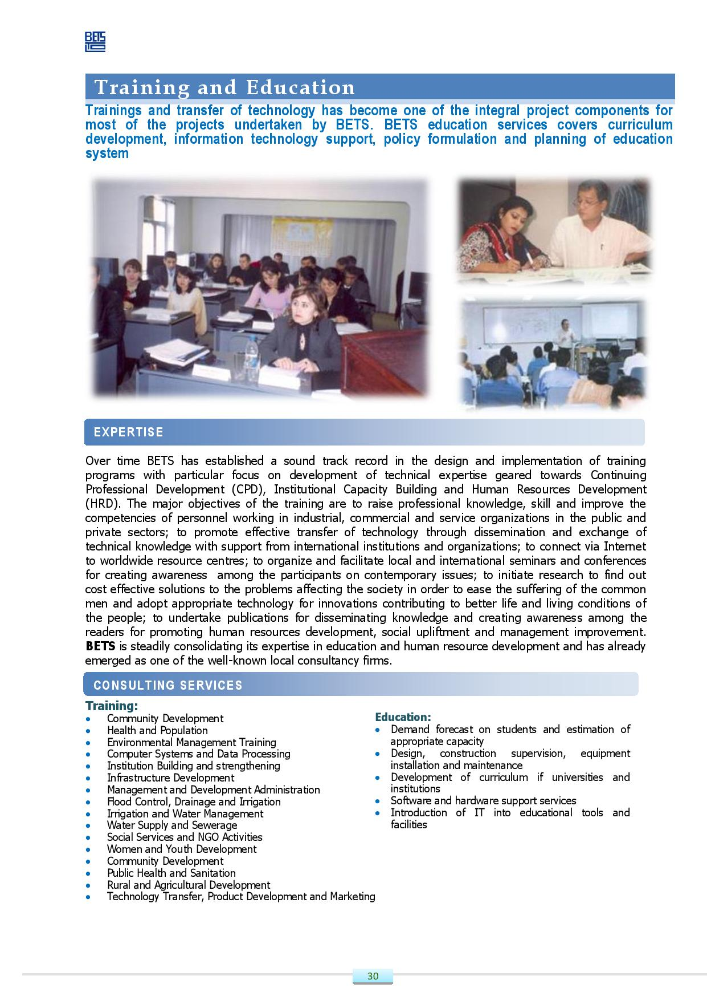 BETS
LTD
Training and Education
Trainings and transfer of technology has become one of the integral project components for
most of the projects undertaken by BETS. BETS education services covers curriculum
development, information technology support, policy formulation and planning of education
system
EXPERTISE
Over time BETS has established a sound track record in the design and implementation of training
programs with particular focus on development of technical expertise geared towards Continuing
Professional Development (CPD), Institutional Capacity Building and Human Resources Development
(HRD). The major objectives of the training are to raise professional knowledge, skill and improve the
competencies of personnel working in industrial, commercial and service organizations in the public and
private sectors; to promote effective transfer of technology through dissemination and exchange of
technical knowledge with support from international institutions and organizations; to connect via Internet
to worldwide resource centres; to organize and facilitate local and international seminars and conferences
for creating awareness among the participants on contemporary issues; to initiate research to find out
cost effective solutions to the problems affecting the society in order to ease the suffering of the common
men and adopt appropriate technology for innovations contributing to better life and living conditions of
the people; to undertake publications for disseminating knowledge and creating awareness among the
readers for promoting human resources development, social upliftment and management improvement.
BETS is steadily consolidating its expertise in education and human resource development and has already
emerged as one of the well-known local consultancy firms.
CONSULTING SERVICES
Training:
• Community Development
• Health and Population
• Environmental Management Training
• Computer Systems and Data Processing
• Institution Building and strengthening
• Infrastructure Development
• Management and Development Administration
• Flood Control, Drainage and Irrigation
• Irrigation and Water Management
• Water Supply and Sewerage
• Social Services and NGO Activities
• Women and Youth Development
• Community Development
• Public Health and Sanitation
• Rural and Agricultural Development
• Technology Transfer, Product Development and Marketing
Education:
• Demand forecast on students and estimation of
appropriate capacity
• Design, construction supervision, equipment
installation and maintenance
• Development of curriculum if universities and
institutions
• Software and hardware support services
• Introduction of IT into educational tools and
facilities
30